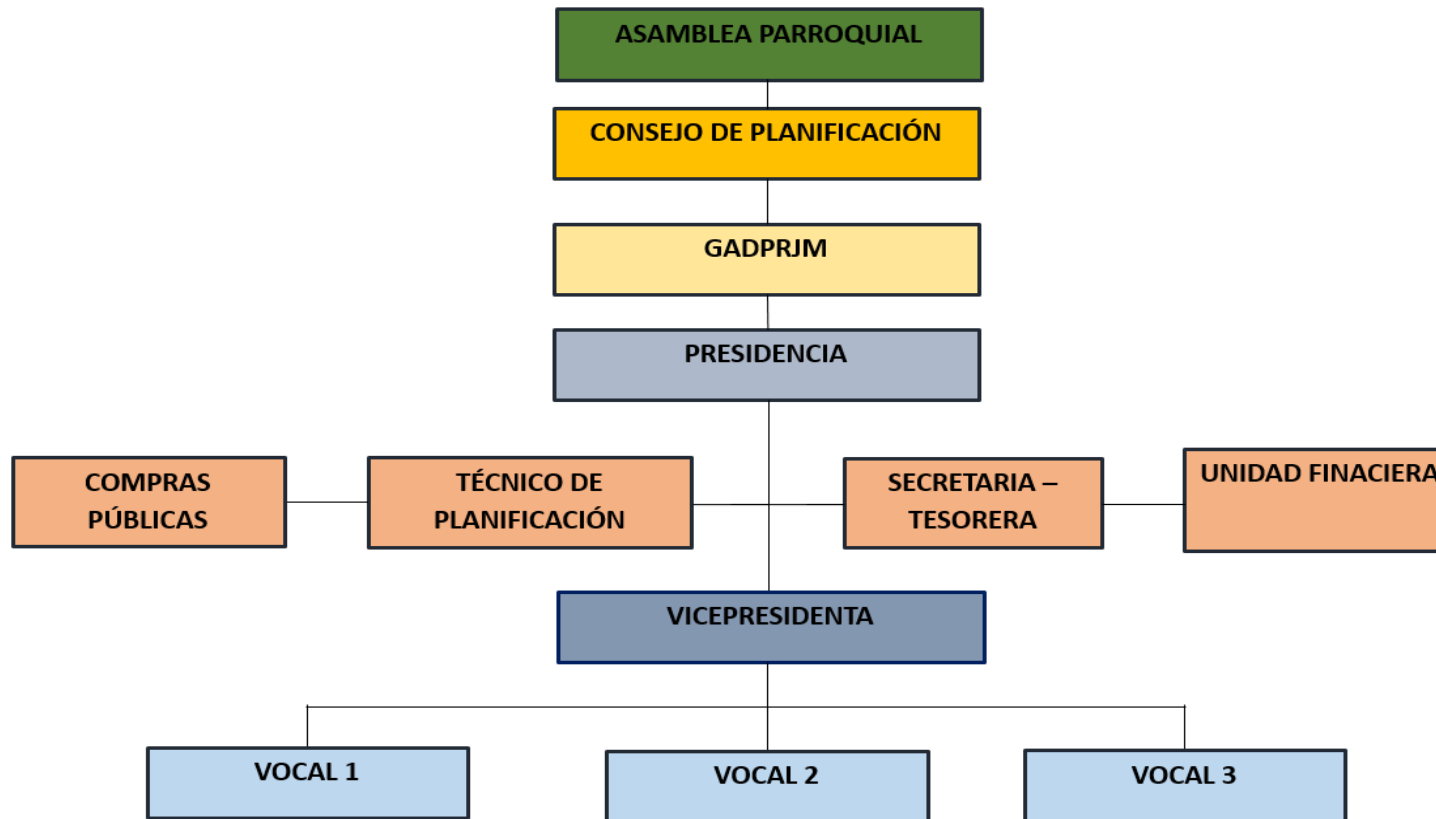 ASAMBLEA PARROQUIAL
CONSEJO DE PLANIFICACIÓN
GADPRJM
PRESIDENCIA
COMPRAS
PÚBLICAS
TÉCNICO DE
PLANIFICACIÓN
SECRETARIA –
TESORERA
UNIDAD FINACIERA
VICEPRESIDENTA
VOCAL 1
VOCAL 2
VOCAL 3